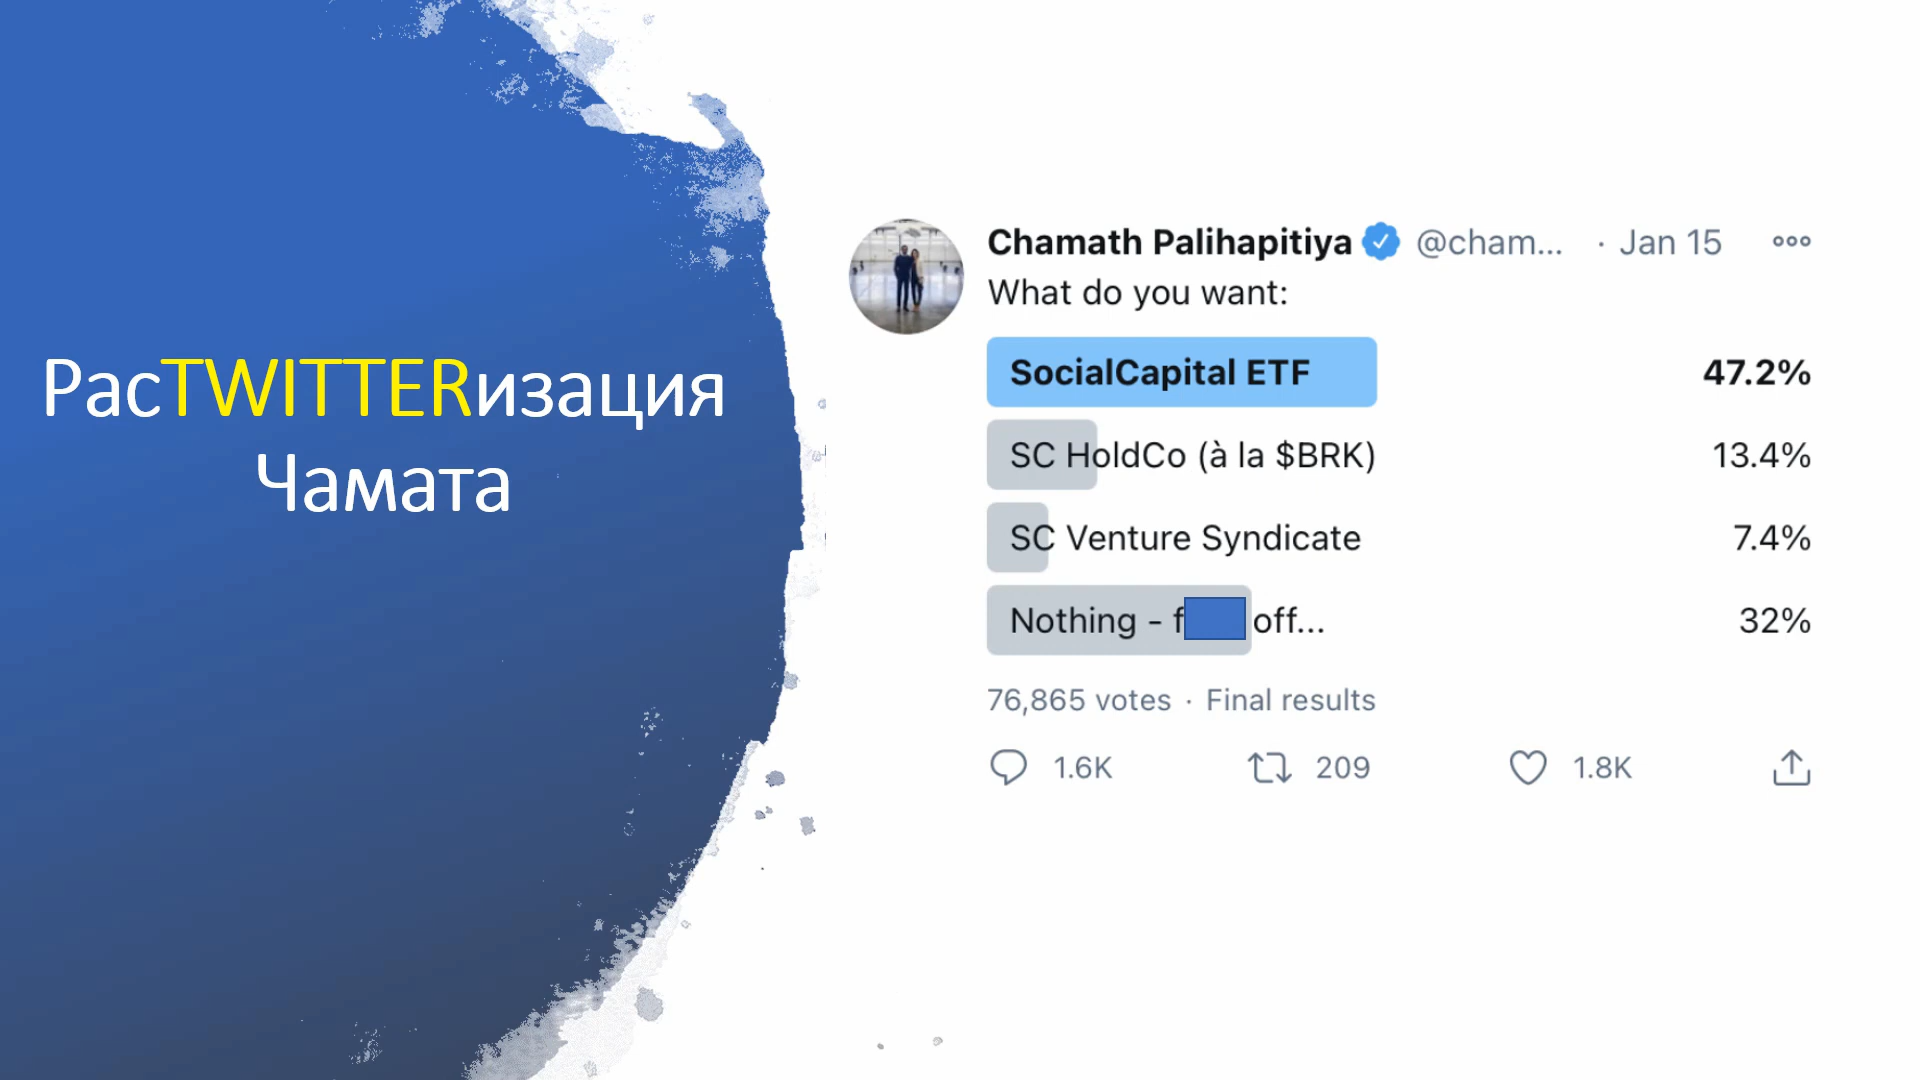 РасTWITTERизация
Чамата
Chamath Palihapitiya @cham... · Jan 15
What do you want:
SocialCapital ETF 47.2%
SC HoldCo (à la $BRK) 13.4%
SC Venture Syndicate 7.4%
Nothing - f off... 32%
76,865 votes · Final results
1.6K 209 1.8K